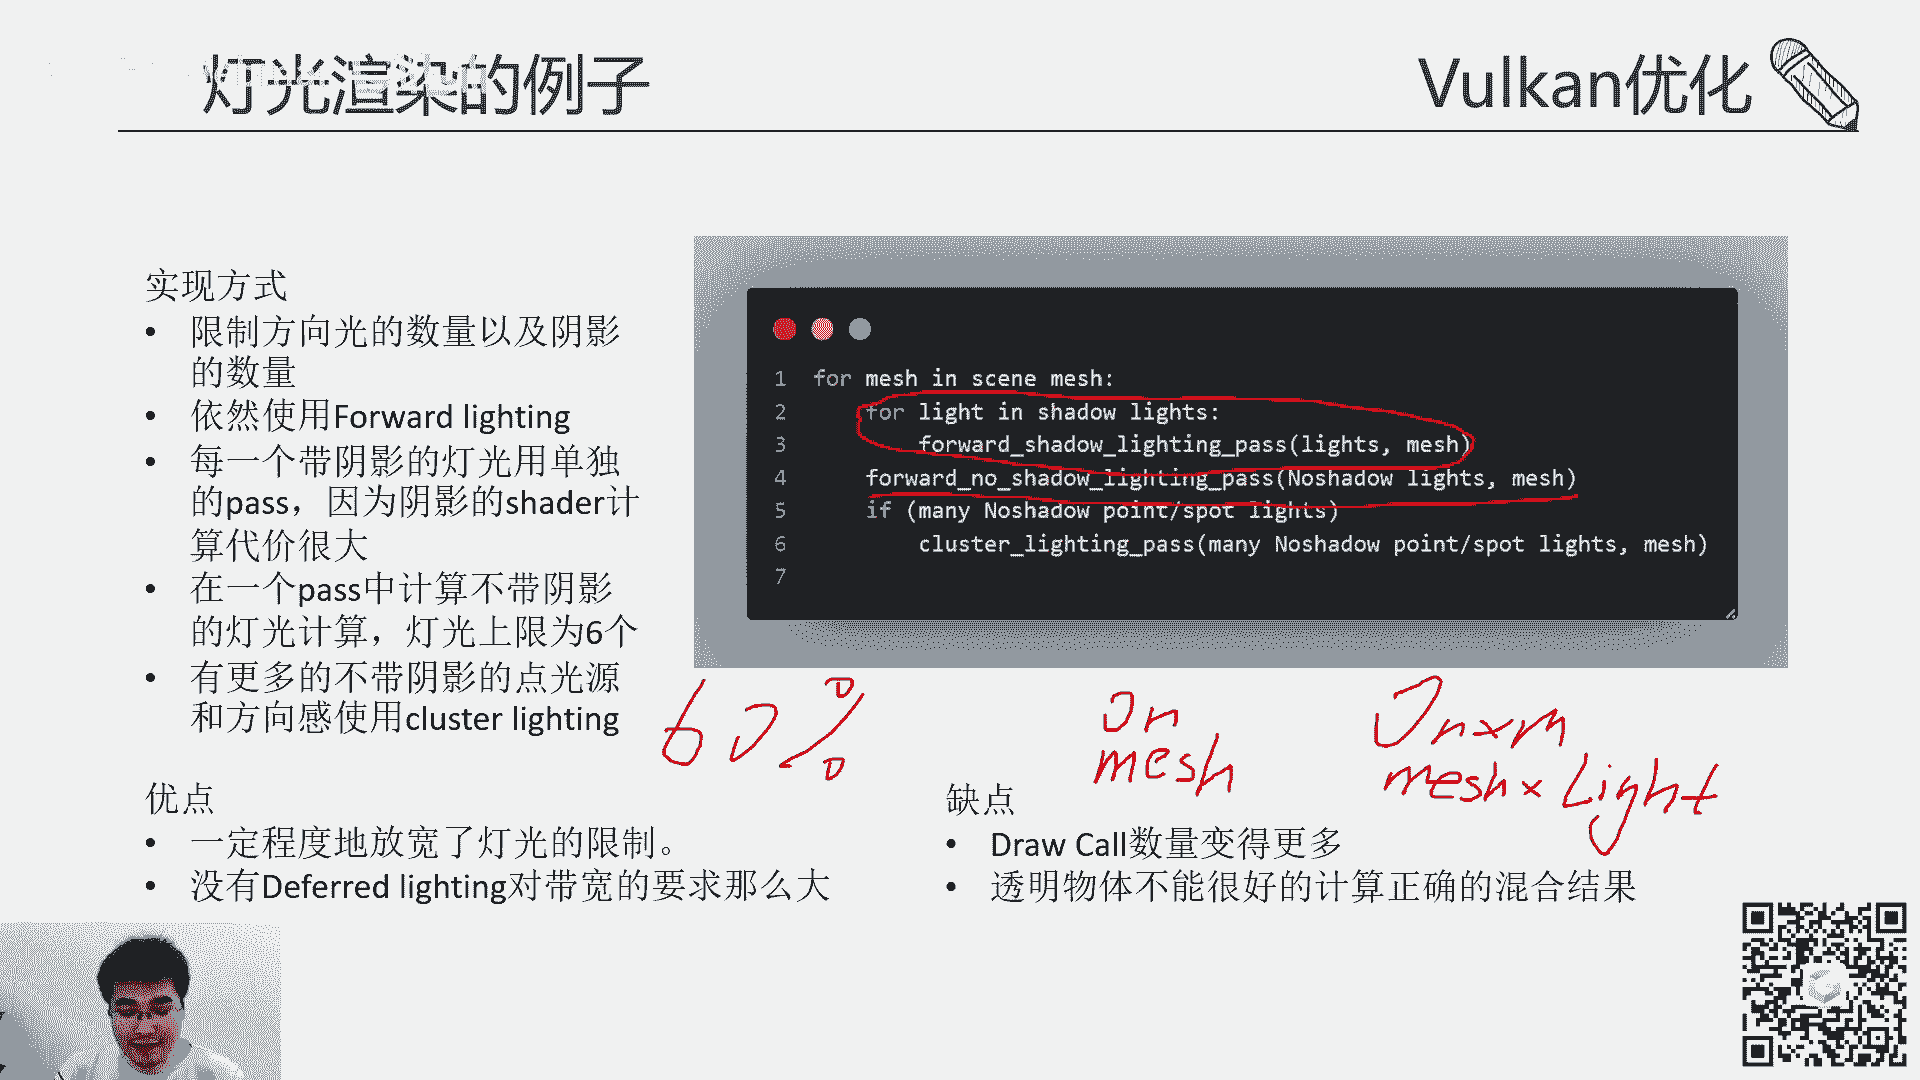 灯光渲染的例子
Vulkan优化
实现方式
• 限制方向光的数量以及阴影
的数量
• 依然使用Forward lighting
• 每一个带阴影的灯光用单独
的pass，因为阴影的shader计
算代价很大
• 在一个pass中计算不带阴影
的灯光计算，灯光上限为6个
• 有更多的不带阴影的点光源
和方向感使用cluster lighting
1 for mesh in scene mesh:
2 for light in shadow lights:
3 forward_shadow_lighting_pass(lights, mesh)
4 forward_no_shadow_lighting_pass(Noshadow lights, mesh)
5 if (many Noshadow point/spot lights)
6 cluster_lighting_pass(many Noshadow point/spot lights, mesh)
7
60%
On
mesh
On×m
mesh×Light
优点
• 一定程度地放宽了灯光的限制。
• 没有Deferred lighting对带宽的要求那么大
缺点
• Draw Call数量变得更多
• 透明物体不能很好的计算正确的混合结果